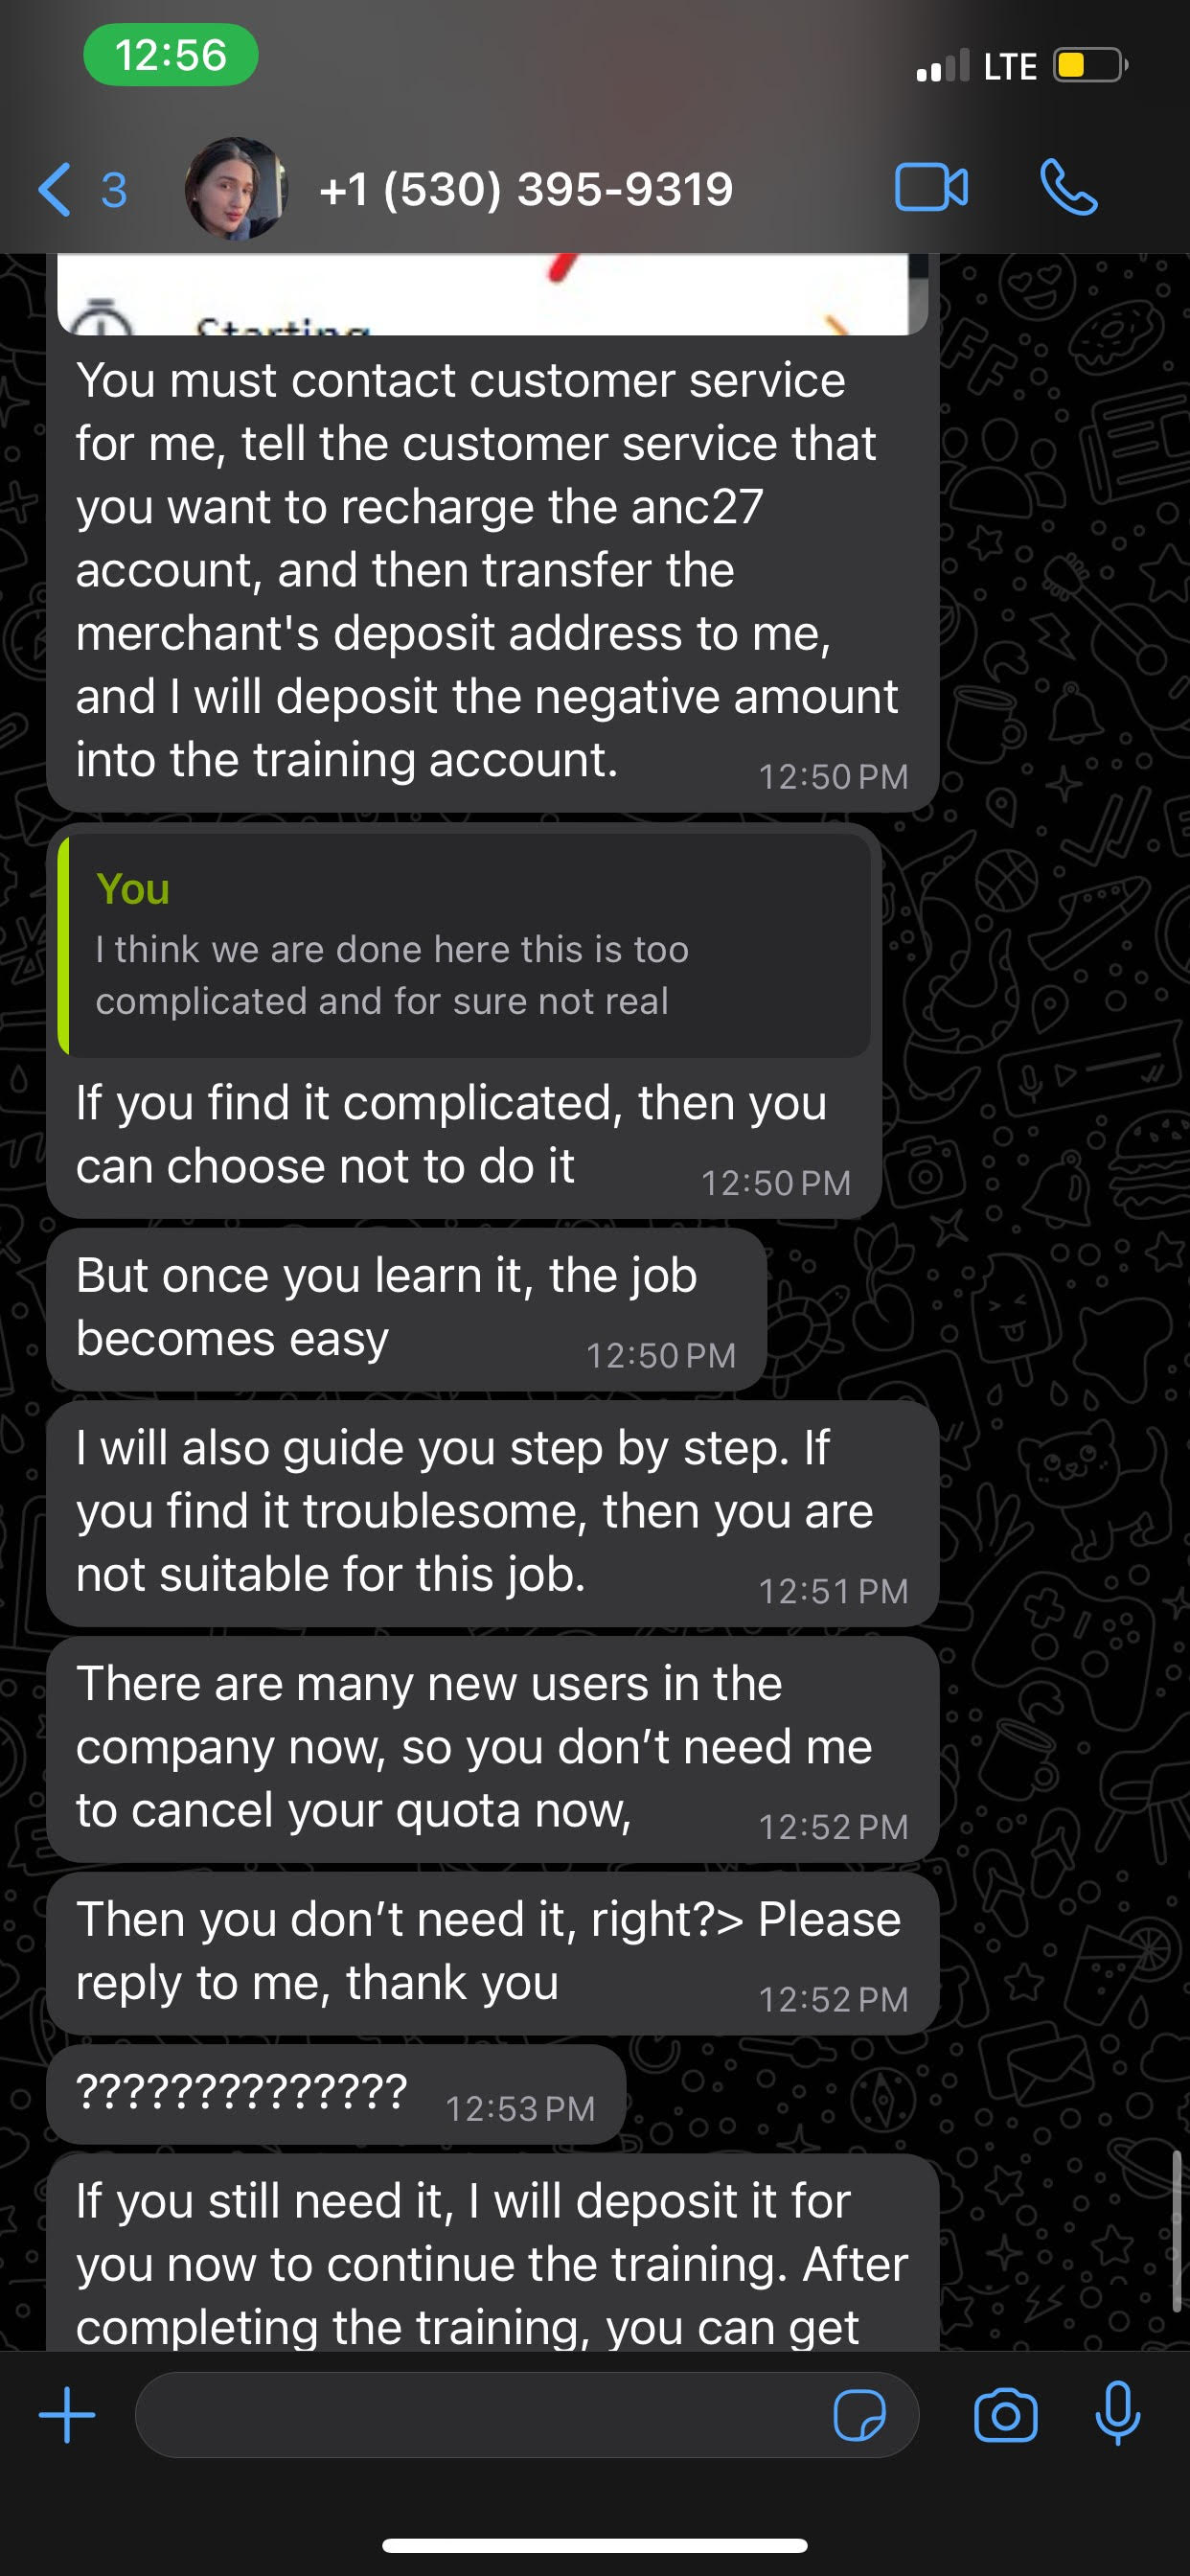 12:56
LTE
3
+1 (530) 395-9319
Starting
You must contact customer service
for me, tell the customer service that
you want to recharge the anc27
account, and then transfer the
merchant's deposit address to me,
and I will deposit the negative amount
into the training account.
12:50 PM
You
I think we are done here this is too
complicated and for sure not real
If you find it complicated, then you
can choose not to do it
12:50 PM
But once you learn it, the job
becomes easy
12:50 PM
I will also guide you step by step. If
you find it troublesome, then you are
not suitable for this job.
12:51 PM
There are many new users in the
company now, so you don’t need me
to cancel your quota now,
12:52 PM
Then you don’t need it, right?> Please
reply to me, thank you
12:52 PM
??????????????
12:53 PM
If you still need it, I will deposit it for
you now to continue the training. After
completing the training, you can get